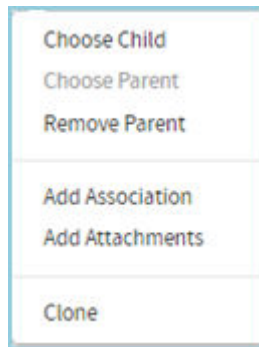 Choose Child
Choose Parent
Remove Parent
Add Association
Add Attachments
Clone